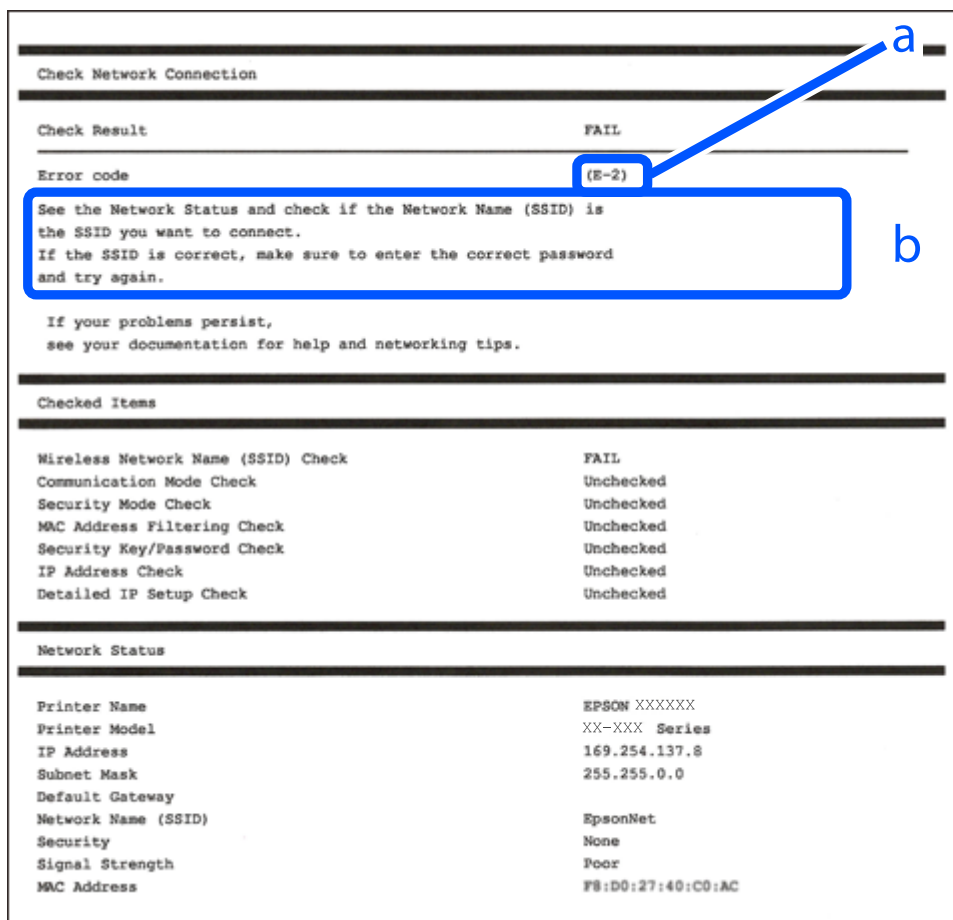 a
Check Network Connection
Check Result FAIL
Error code (E-2)
See the Network Status and check if the Network Name (SSID) is
the SSID you want to connect.
If the SSID is correct, make sure to enter the correct password
and try again.
b
If your problems persist,
see your documentation for help and networking tips.
Checked Items
Wireless Network Name (SSID) Check FAIL
Communication Mode Check Unchecked
Security Mode Check Unchecked
MAC Address Filtering Check Unchecked
Security Key/Password Check Unchecked
IP Address Check Unchecked
Detailed IP Setup Check Unchecked
Network Status
Printer Name EPSON XXXXXX
Printer Model XX-XXX Series
IP Address 169.254.137.8
Subnet Mask 255.255.0.0
Default Gateway
Network Name (SSID) EpsonNet
Security None
Signal Strength Poor
MAC Address F8:D0:27:40:C0:AC